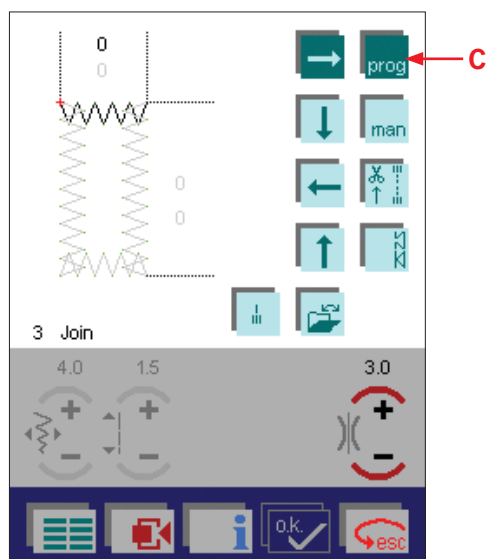 0
0
prog
C
man
0
0
3 Join
4.0 1.5 3.0
+ + +
− − −
i o.k. esc